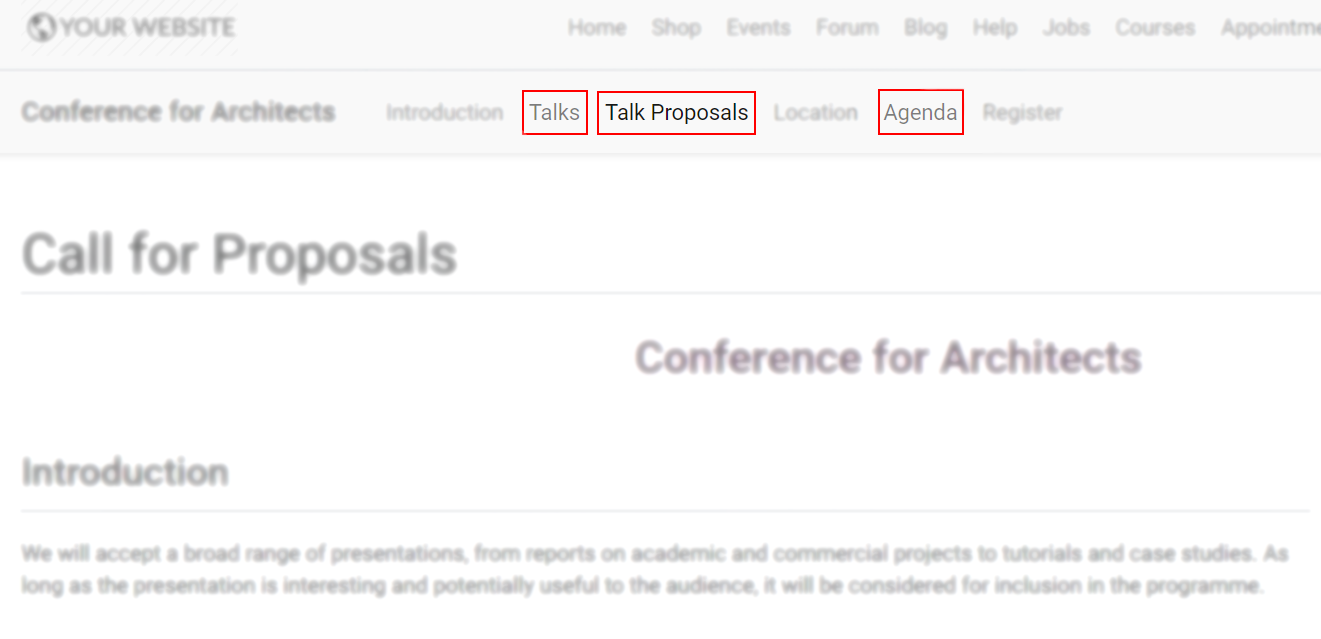 YOUR WEBSITE Home Shop Events Forum Blog Help Jobs Courses Appointme
Conference for Architects Introduction Talks Talk Proposals Location Agenda Register
Call for Proposals
Conference for Architects
Introduction
We will accept a broad range of presentations, from reports on academic and commercial projects to tutorials and case studies. As
long as the presentation is interesting and potentially useful to the audience, it will be considered for inclusion in the programme.